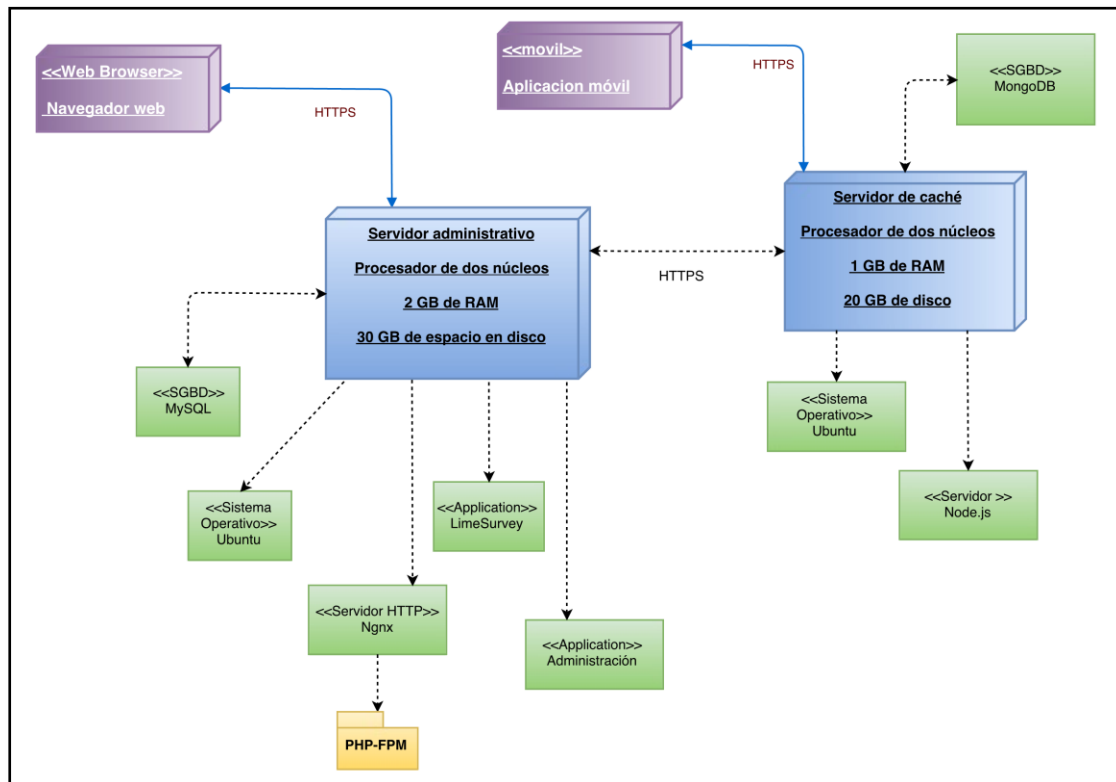 <<Web Browser>>
Navegador web
HTTPS
<<movil>>
Aplicacion móvil
HTTPS
<<SGBD>>
MongoDB
Servidor administrativo
Procesador de dos núcleos
2 GB de RAM
30 GB de espacio en disco
HTTPS
Servidor de caché
Procesador de dos núcleos
1 GB de RAM
20 GB de disco
<<SGBD>>
MySQL
<<Sistema
Operativo>>
Ubuntu
<<Application>>
LimeSurvey
<<Servidor HTTP>>
Ngnx
<<Application>>
Administración
PHP-FPM
<<Sistema
Operativo>>
Ubuntu
<<Servidor >>
Node.js